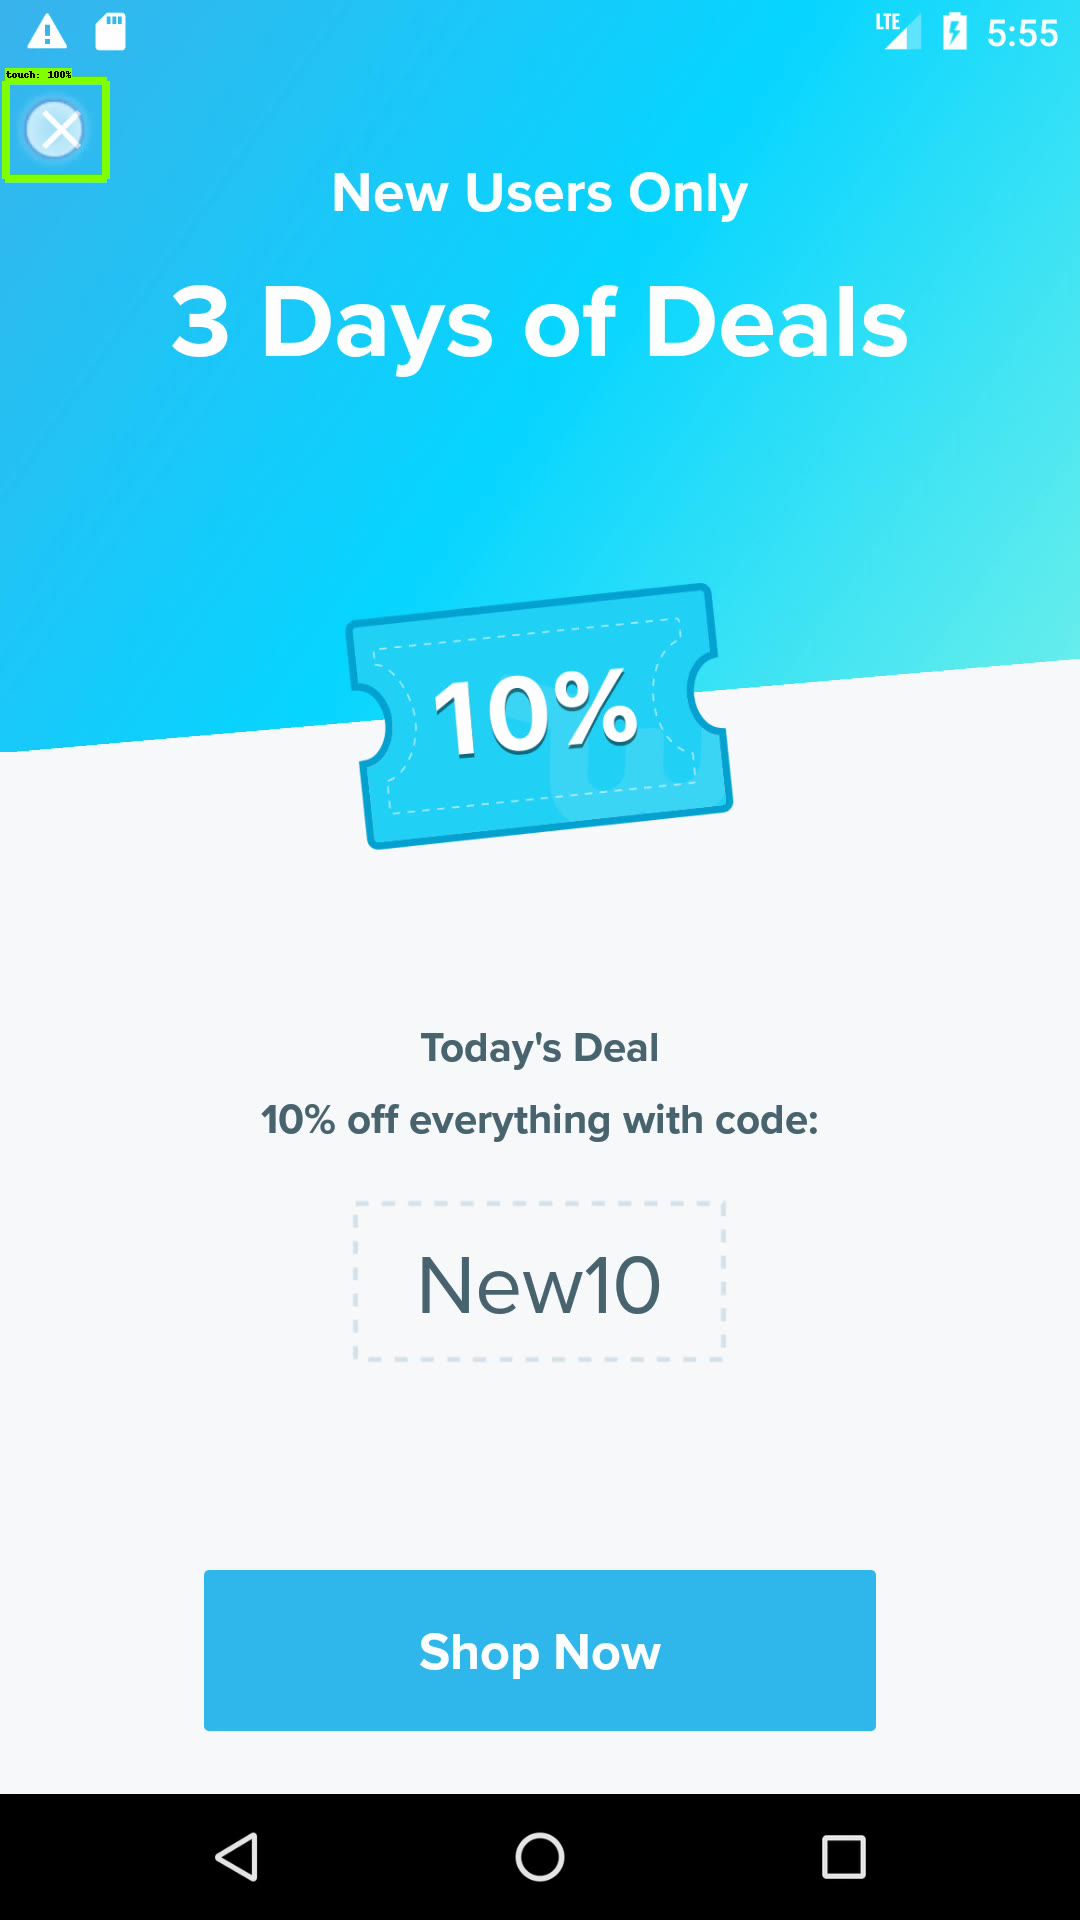 LTE 5:55
touch: 100%
New Users Only
3 Days of Deals
10%
Today's Deal
10% off everything with code:
New10
Shop Now